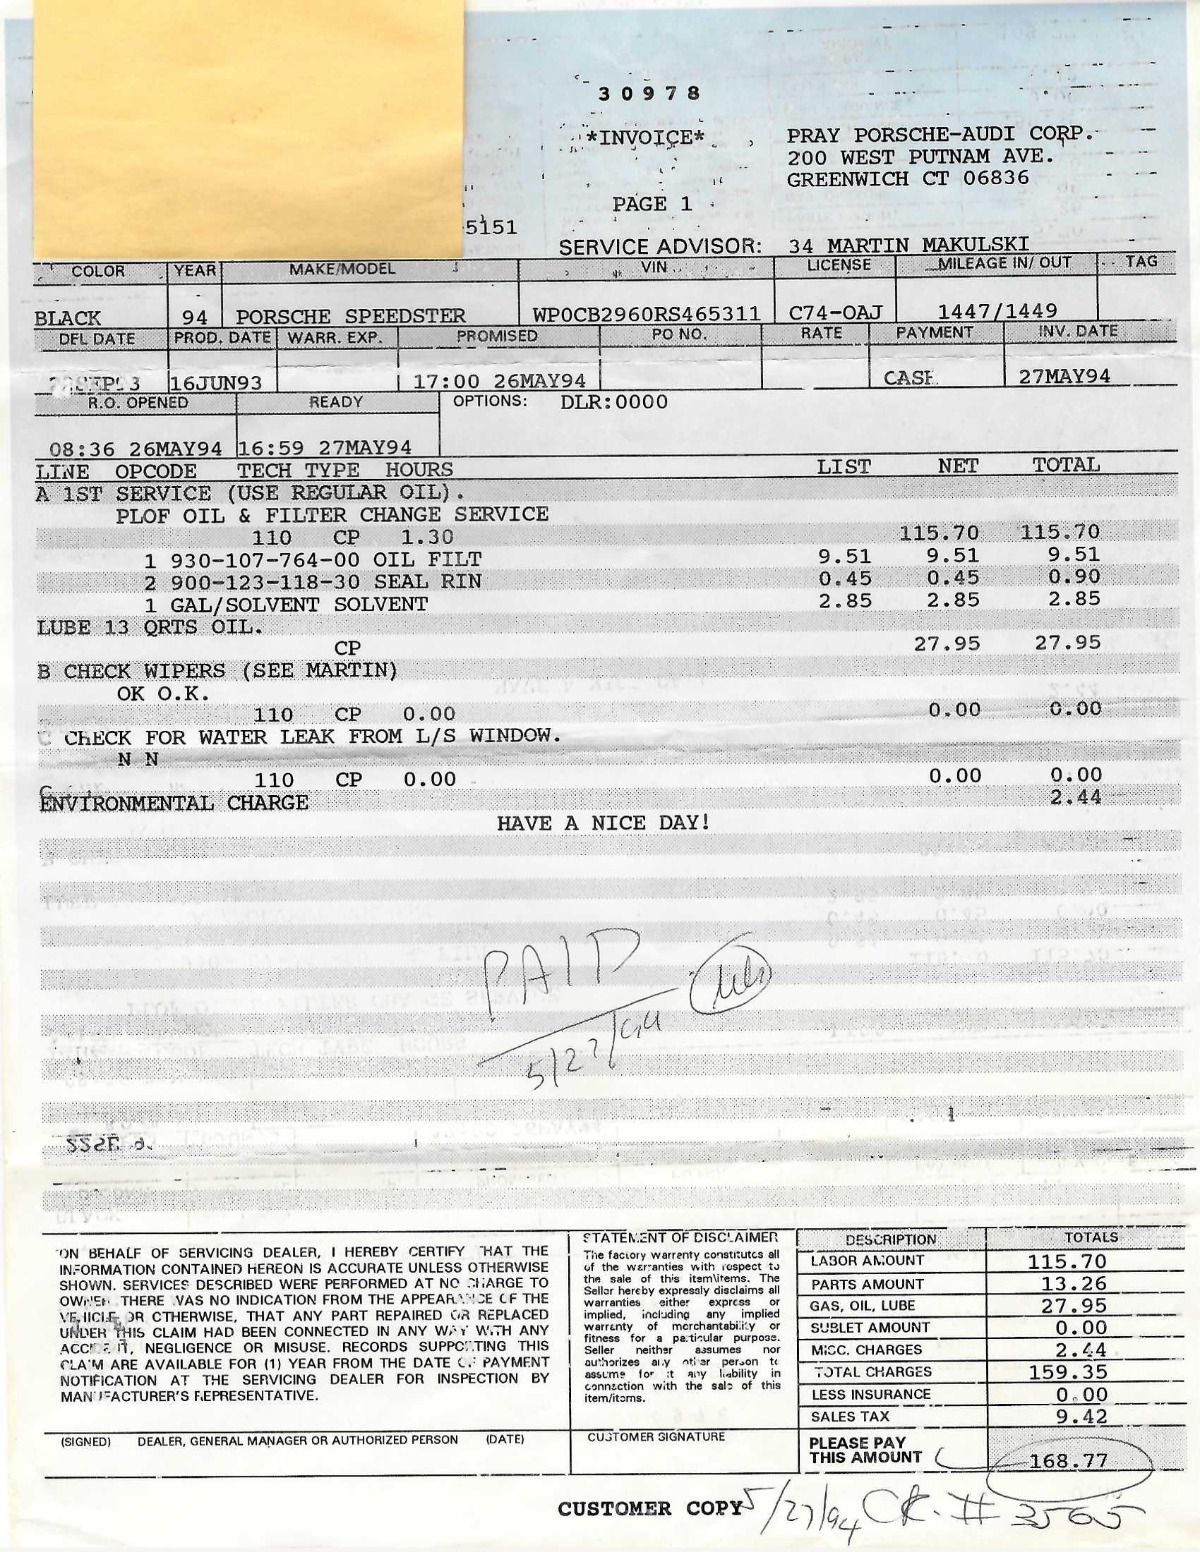 30978
*INVOICE*
PRAY PORSCHE-AUDI CORP.
200 WEST PUTNAM AVE.
GREENWICH CT 06836
PAGE 1
5151
SERVICE ADVISOR: 34 MARTIN MAKULSKI
COLOR YEAR MAKE/MODEL VIN LICENSE MILEAGE IN/ OUT TAG
BLACK 94 PORSCHE SPEEDSTER WP0CB2960RS465311 C74-OAJ 1447/1449
DEL DATE PROD. DATE WARR. EXP. PROMISED PO NO. RATE PAYMENT INV. DATE
16JUN93 17:00 26MAY94 CASH 27MAY94
R.O. OPENED READY OPTIONS: DLR:0000
08:36 26MAY94 16:59 27MAY94
LINE OPCODE TECH TYPE HOURS LIST NET TOTAL
A 1ST SERVICE (USE REGULAR OIL).
PLOF OIL & FILTER CHANGE SERVICE
110 CP 1.30 115.70 115.70
1 930-107-764-00 OIL FILT 9.51 9.51 9.51
2 900-123-118-30 SEAL RIN 0.45 0.45 0.90
1 GAL/SOLVENT SOLVENT 2.85 2.85 2.85
LUBE 13 QRTS OIL.
CP 27.95 27.95
B CHECK WIPERS (SEE MARTIN)
OK O.K.
110 CP 0.00 0.00 0.00
C CHECK FOR WATER LEAK FROM L/S WINDOW.
N N
110 CP 0.00 0.00 0.00
ENVIRONMENTAL CHARGE 2.44
HAVE A NICE DAY!
PAID
5/27/94
ON BEHALF OF SERVICING DEALER, I HEREBY CERTIFY THAT THE
INFORMATION CONTAINED HEREON IS ACCURATE UNLESS OTHERWISE
SHOWN. SERVICES DESCRIBED WERE PERFORMED AT NO CHARGE TO
OWNER. THERE WAS NO INDICATION FROM THE APPEARANCE OF THE
VEHICLE OR OTHERWISE, THAT ANY PART REPAIRED OR REPLACED
UNDER THIS CLAIM HAD BEEN CONNECTED IN ANY WAY WITH ANY
ACCIDENT, NEGLIGENCE OR MISUSE. RECORDS SUPPORTING THIS
CLAIM ARE AVAILABLE FOR (1) YEAR FROM THE DATE OF PAYMENT
NOTIFICATION AT THE SERVICING DEALER FOR INSPECTION BY
MANUFACTURER'S REPRESENTATIVE.
(SIGNED) DEALER, GENERAL MANAGER OR AUTHORIZED PERSON (DATE)
STATEMENT OF DISCLAIMER
The factory warranty constitutes all
of the warranties with respect to
the sale of this item\items. The
Seller hereby expressly disclaims all
warranties either express or
implied, including any implied
warranty of merchantability or
fitness for a particular purpose.
Seller neither assumes nor
authorizes any other person to
assume for it any liability in
connection with the sale of this
item/items.
CUSTOMER SIGNATURE
DESCRIPTION TOTALS
LABOR AMOUNT 115.70
PARTS AMOUNT 13.26
GAS, OIL, LUBE 27.95
SUBLET AMOUNT 0.00
MISC. CHARGES 2.44
TOTAL CHARGES 159.35
LESS INSURANCE 0.00
SALES TAX 9.42
PLEASE PAY
THIS AMOUNT 168.77
CUSTOMER COPY
5/27/94 CK. # 3565